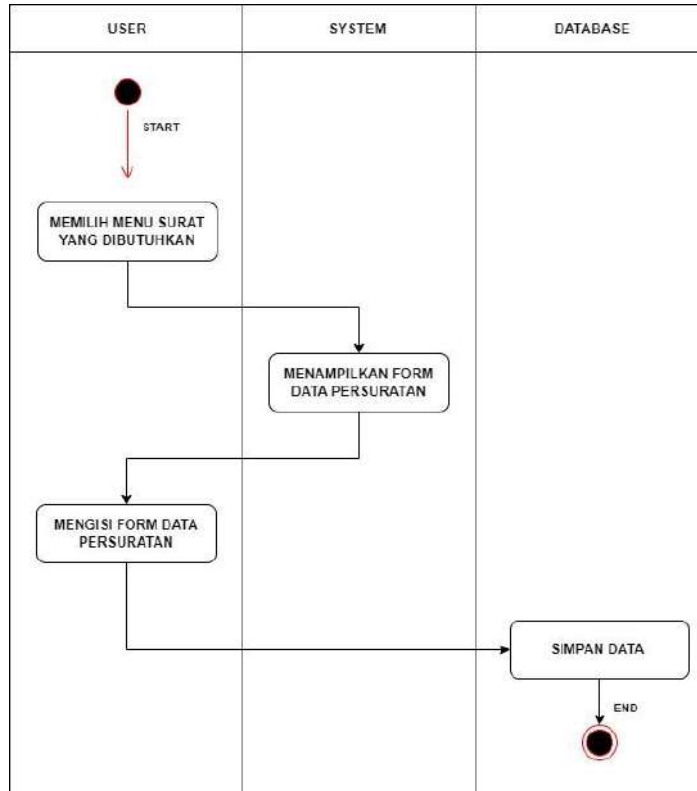 USER
SYSTEM
DATABASE
START
MEMILIH MENU SURAT
YANG DIBUTUHKAN
MENAMPILKAN FORM
DATA PERSURATAN
MENGISI FORM DATA
PERSURATAN
SIMPAN DATA
END